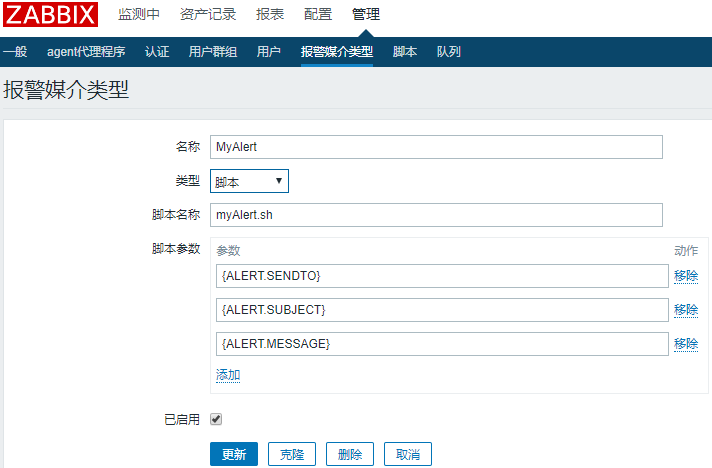 ZABBIX 监测中 资产记录 报表 配置 管理
一般 agent代理程序 认证 用户群组 用户 报警媒介类型 脚本 队列
报警媒介类型
名称 MyAlert
类型 脚本
脚本名称 myAlert.sh
脚本参数 参数 动作
{ALERT.SENDTO} 移除
{ALERT.SUBJECT} 移除
{ALERT.MESSAGE} 移除
添加
已启用
更新 克隆 删除 取消